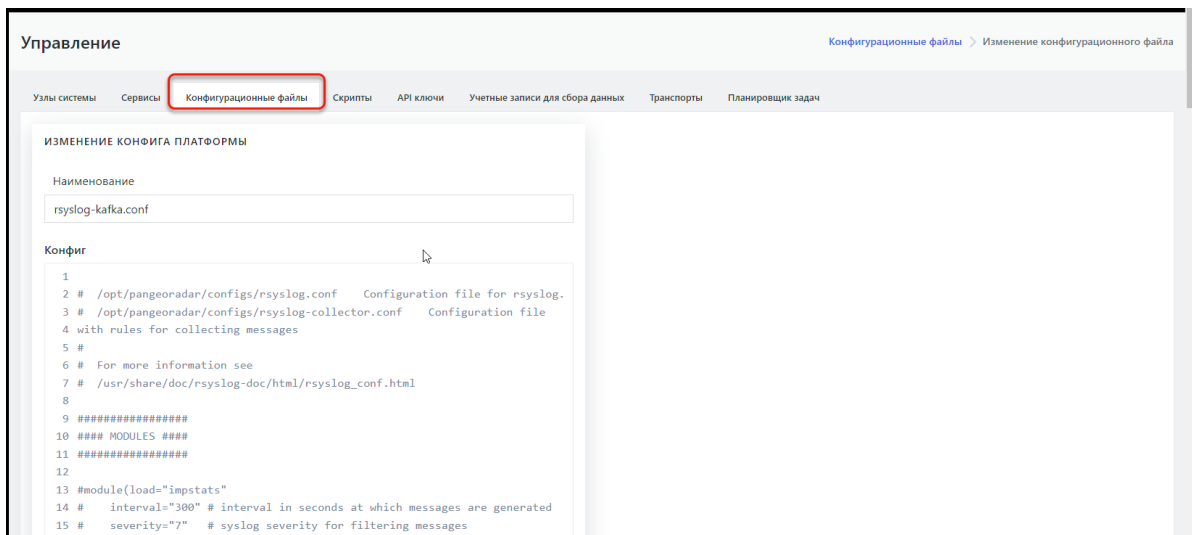 Управление
Конфигурационные файлы > Изменение конфигурационного файла
Узлы системы Сервисы Конфигурационные файлы Скрипты API ключи Учетные записи для сбора данных Транспорты Планировщик задач
ИЗМЕНЕНИЕ КОНФИГА ПЛАТФОРМЫ
Наименование
rsyslog-kafka.conf
Конфиг
1
2 #  /opt/pangeoradar/configs/rsyslog.conf    Configuration file for rsyslog.
3 #  /opt/pangeoradar/configs/rsyslog-collector.conf    Configuration file
4 with rules for collecting messages
5 #
6 #  For more information see
7 #  /usr/share/doc/rsyslog-doc/html/rsyslog_conf.html
8
9 #################
10 #### MODULES ####
11 #################
12
13 #module(load="impstats"
14 #    interval="300" # interval in seconds at which messages are generated
15 #    severity="7"   # syslog severity for filtering messages